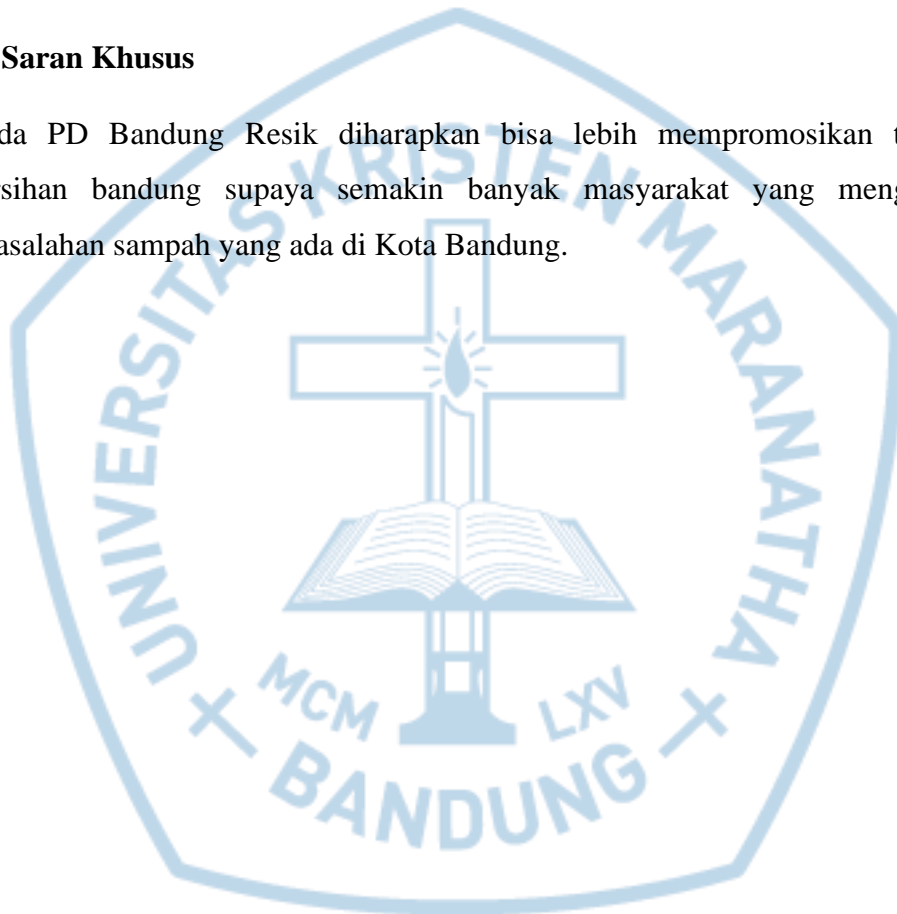 Saran Khusus
da PD Bandung Resik diharapkan bisa lebih mempromosikan t
rsihan bandung supaya semakin banyak masyarakat yang meng
asalahan sampah yang ada di Kota Bandung.
UNIVERSITAS KRISTEN MARANATHA
MCM LXV
BANDUNG